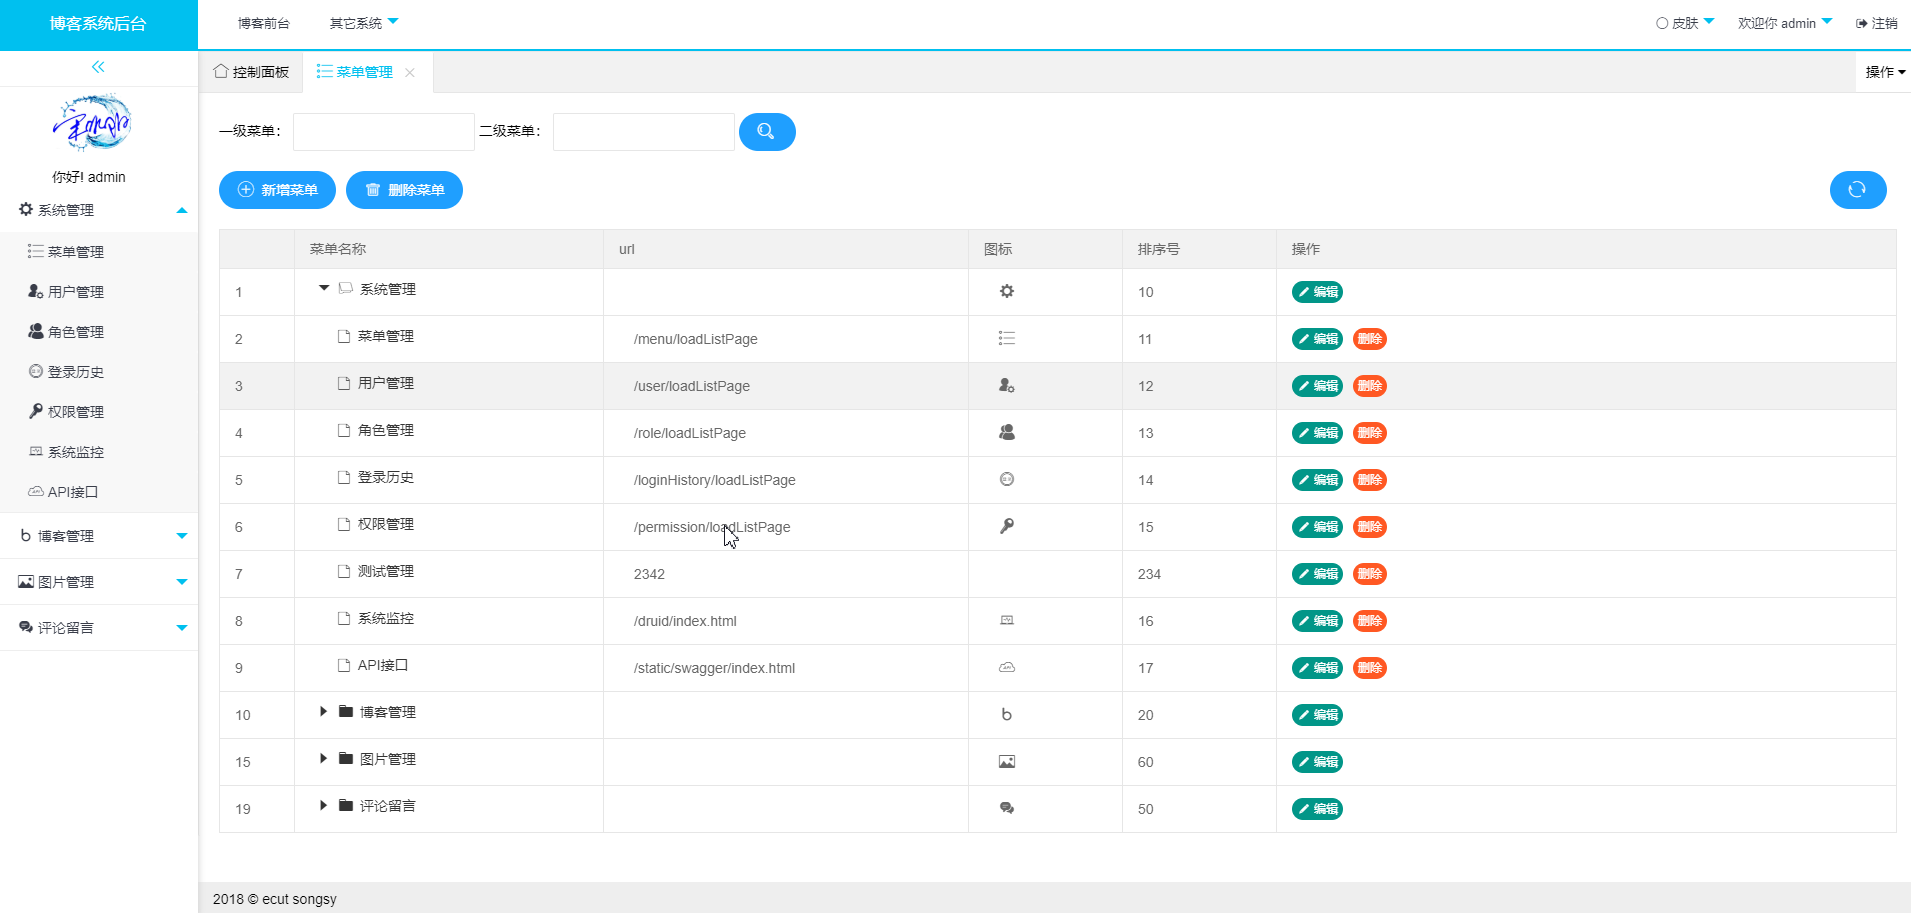 博客系统后台 博客前台 其它系统 皮肤 欢迎你 admin 注销
控制面板 菜单管理 操作
一级菜单： 二级菜单：
你好! admin
新增菜单 删除菜单
系统管理
菜单管理
用户管理
角色管理
登录历史
权限管理
系统监控
API接口
博客管理
图片管理
评论留言
菜单名称 url 图标 排序号 操作
1 系统管理 10 编辑
2 菜单管理 /menu/loadListPage 11 编辑 删除
3 用户管理 /user/loadListPage 12 编辑 删除
4 角色管理 /role/loadListPage 13 编辑 删除
5 登录历史 /loginHistory/loadListPage 14 编辑 删除
6 权限管理 /permission/loadListPage 15 编辑 删除
7 测试管理 2342 234 编辑 删除
8 系统监控 /druid/index.html 16 编辑 删除
9 API接口 /static/swagger/index.html 17 编辑 删除
10 博客管理 20 编辑
15 图片管理 60 编辑
19 评论留言 50 编辑
2018 © ecut songsy